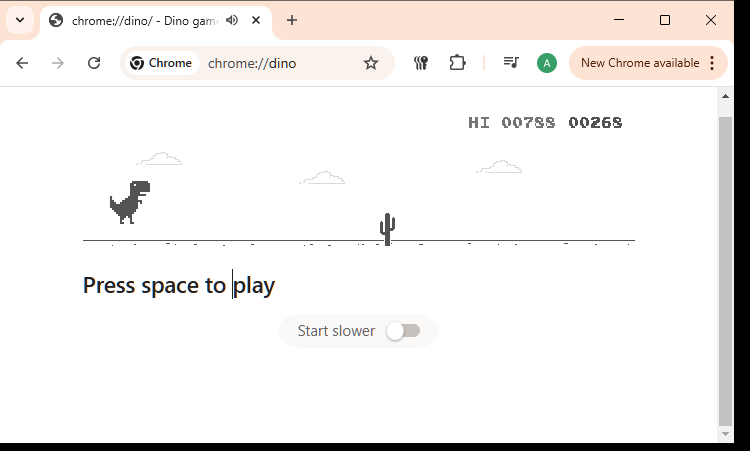 chrome://dino/ - Dino gam
Chrome chrome://dino
A
New Chrome available
HI 00788 00268
Press space to play
Start slower